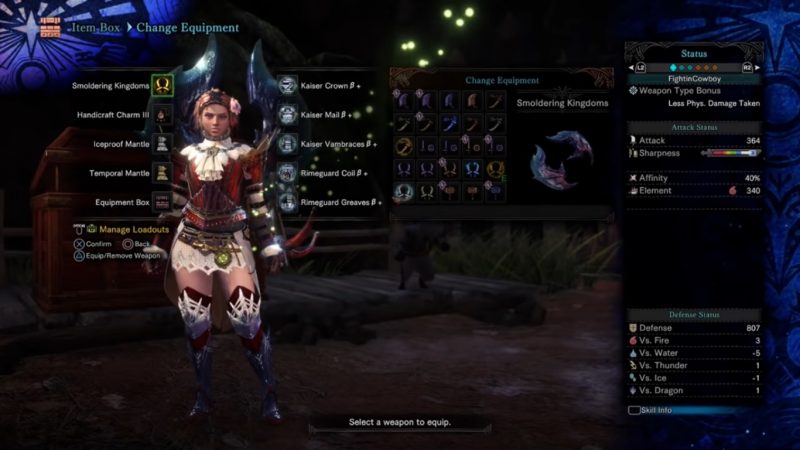 Item Box Change Equipment
Smoldering Kingdoms
Handicraft Charm III
Iceproof Mantle
Temporal Mantle
Equipment Box
Manage Loadouts
Confirm Back
Equip/Remove Weapon
Kaiser Crown β +
Kaiser Mail β +
Kaiser Vambraces β +
Rimeguard Coil β +
Rimeguard Greaves β +
Change Equipment
Smoldering Kingdoms
Select a weapon to equip.
Status
L2 R2
FightinCowboy
Weapon Type Bonus
Less Phys. Damage Taken
Attack Status
Attack 364
Sharpness
Affinity 40%
Element 340
Defense Status
Defense 807
Vs. Fire 3
Vs. Water -5
Vs. Thunder 1
Vs. Ice -1
Vs. Dragon 1
Skill Info